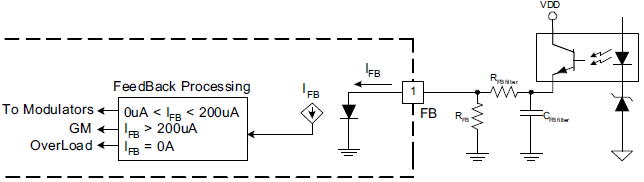 VDD
FeedBack Processing
To Modulators
0uA < IFB < 200uA
GM
IFB > 200uA
OverLoad
IFB = 0A
IFB
IFB
1
FB
RFBfilter
RFB
CFBfilter